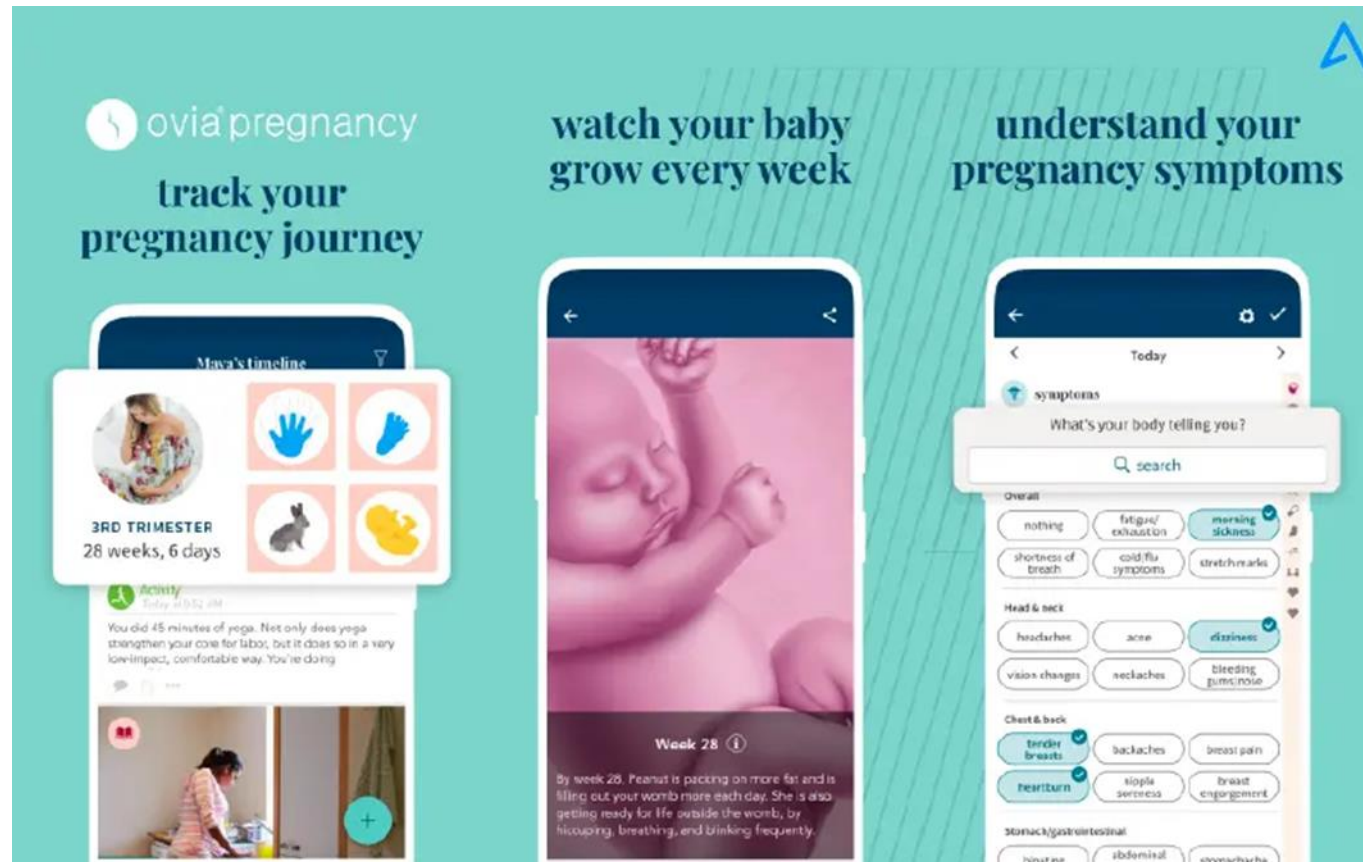 ovia pregnancy
track your
pregnancy journey
Maya's timeline
3RD TRIMESTER
28 weeks, 6 days
Activity
Today at 9:52 AM
You did 45 minutes of yoga. Not only does yoga
strengthen your core for labor, but it does so in a very
low-impact, comfortable way. You're doing
watch your baby
grow every week
Week 28
By week 28, Peanut is packing on more fat and is
filling out your womb more each day. She is also
getting ready for life outside the womb, by
hiccuping, breathing, and blinking frequently.
understand your
pregnancy symptoms
Today
symptoms
What's your body telling you?
search
Overall
nothing
fatigue/
exhaustion
morning
sickness
shortness of
breath
cold/flu
symptoms
stretch marks
Head & neck
headaches
acne
dizziness
vision changes
neckaches
bleeding
gums/nose
Chest & back
tender
breasts
backaches
breast pain
heartburn
nipple
soreness
breast
engorgement
Stomach/gastrointestinal
abdominal